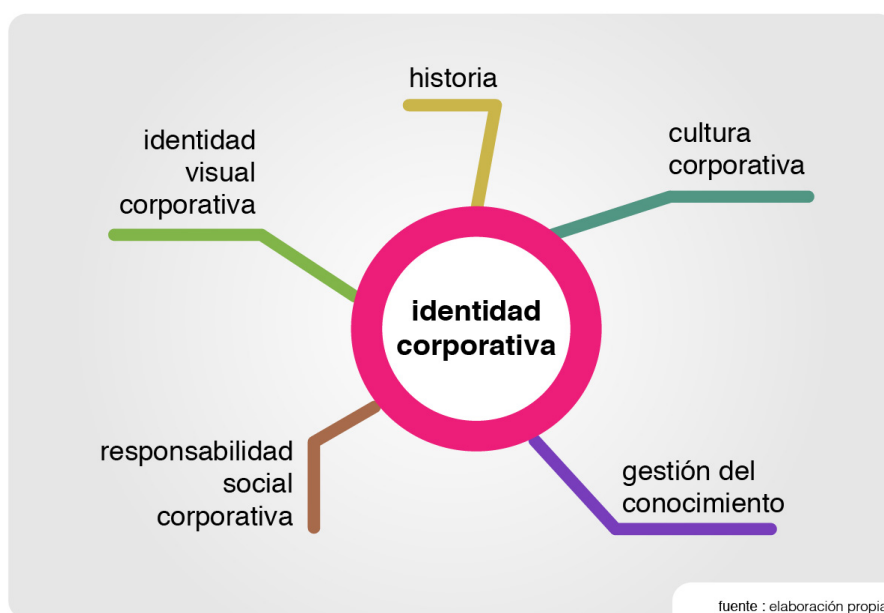 historia
cultura
corporativa
identidad
visual
corporativa
identidad
corporativa
responsabilidad
social
corporativa
gestión del
conocimiento
fuente : elaboración propia